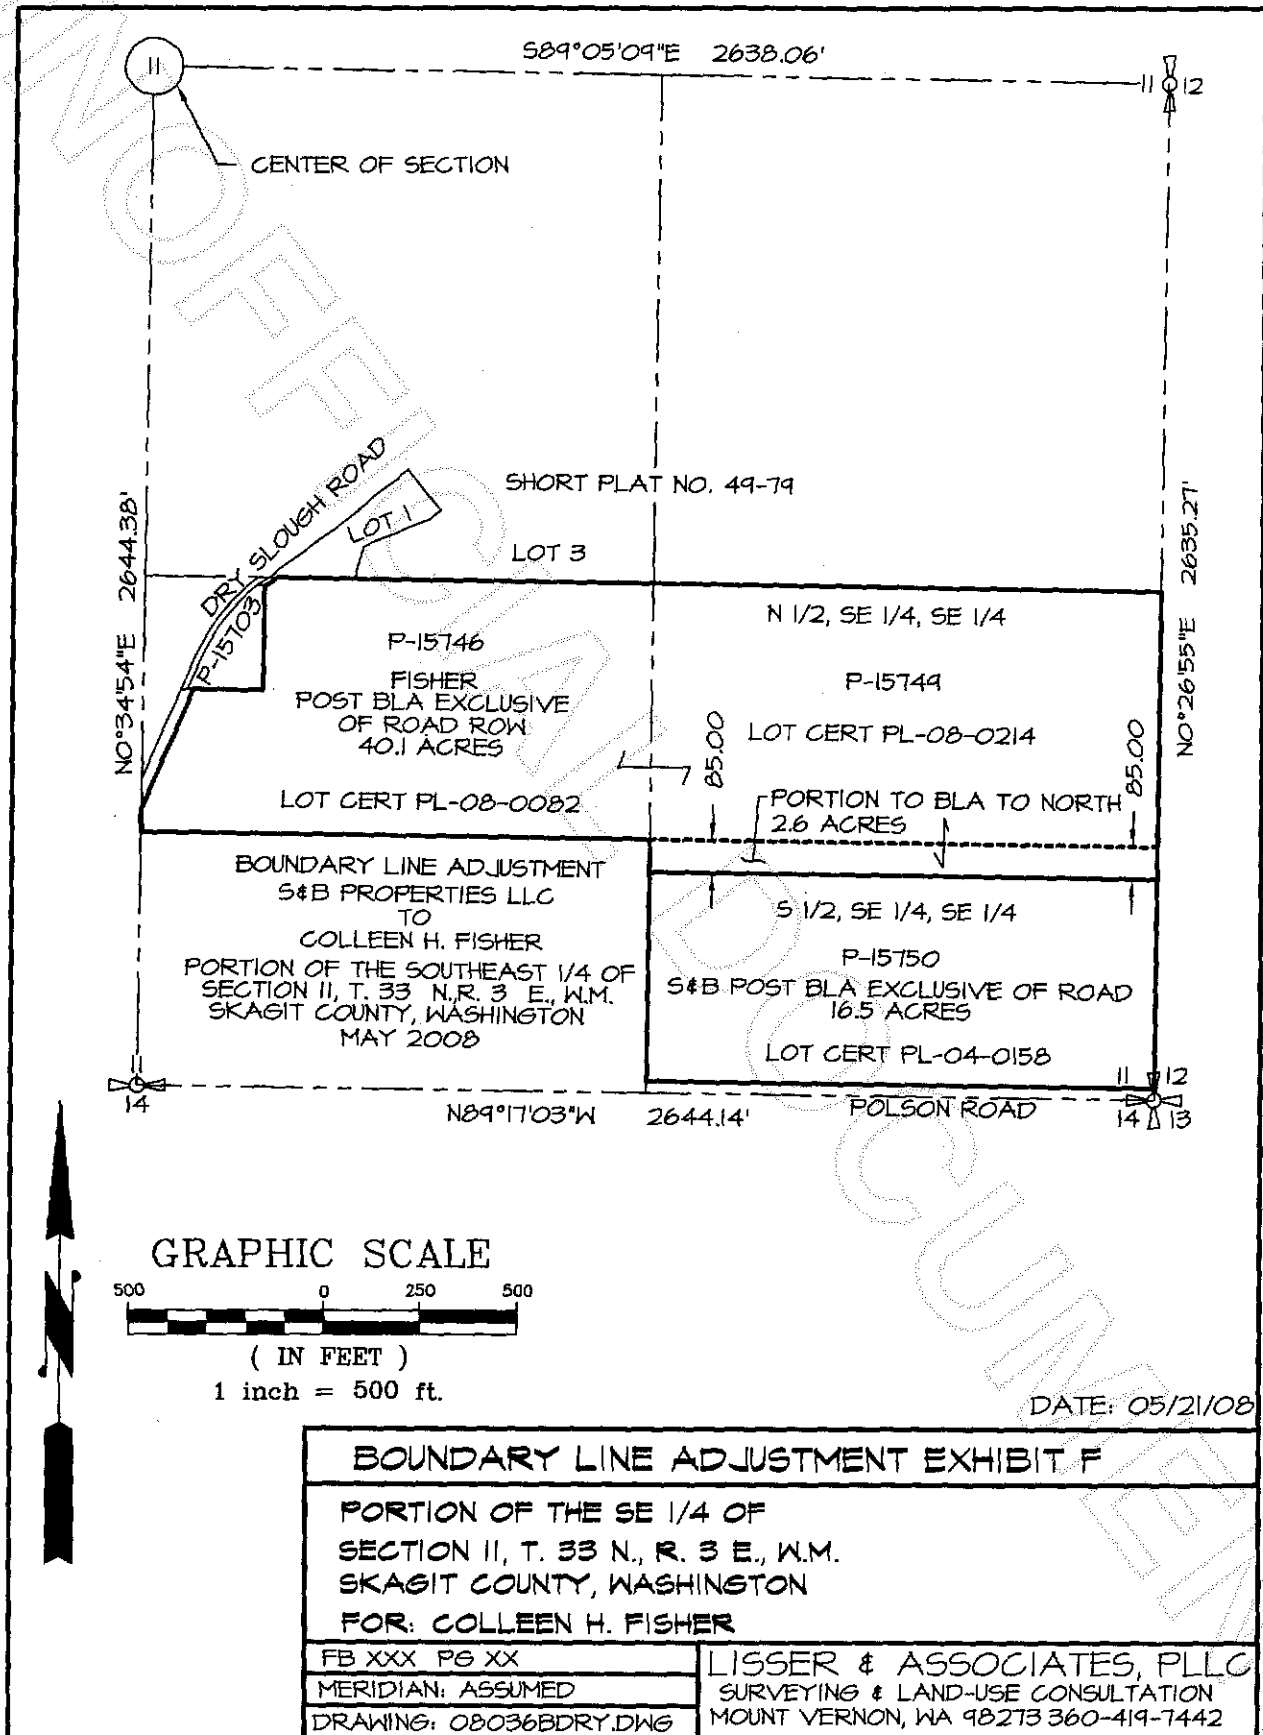 S89°05'09"E 2638.06'
11
11 12
CENTER OF SECTION
NO°34'54"E 2644.38'
NO°26'55"E 2635.27'
DRY SLOUGH ROAD
LOT 1
SHORT PLAT NO. 49-79
LOT 3
P-15703
N 1/2, SE 1/4, SE 1/4
P-15746
FISHER
POST BLA EXCLUSIVE
OF ROAD ROW
40.1 ACRES
LOT CERT PL-08-0082
P-15749
LOT CERT PL-08-0214
85.00
85.00
PORTION TO BLA TO NORTH
2.6 ACRES
BOUNDARY LINE ADJUSTMENT
S&B PROPERTIES LLC
TO
COLLEEN H. FISHER
PORTION OF THE SOUTHEAST 1/4 OF
SECTION 11, T. 33 N., R. 3 E., W.M.
SKAGIT COUNTY, WASHINGTON
MAY 2008
S 1/2, SE 1/4, SE 1/4
P-15750
S&B POST BLA EXCLUSIVE OF ROAD
16.5 ACRES
LOT CERT PL-04-0158
11
14
11 12
14 13
N89°17'03"W 2644.14'
POLSON ROAD
GRAPHIC SCALE
500 0 250 500
( IN FEET )
1 inch = 500 ft.
N
DATE: 05/21/08
BOUNDARY LINE ADJUSTMENT EXHIBIT F
PORTION OF THE SE 1/4 OF
SECTION 11, T. 33 N., R. 3 E., W.M.
SKAGIT COUNTY, WASHINGTON
FOR: COLLEEN H. FISHER
FB XXX PG XX
MERIDIAN: ASSUMED
DRAWING: 08036BDRY.DWG
LISSER & ASSOCIATES, PLLC
SURVEYING & LAND-USE CONSULTATION
MOUNT VERNON, WA 98273 360-419-7442
UNOFFICIAL DOCUMEN